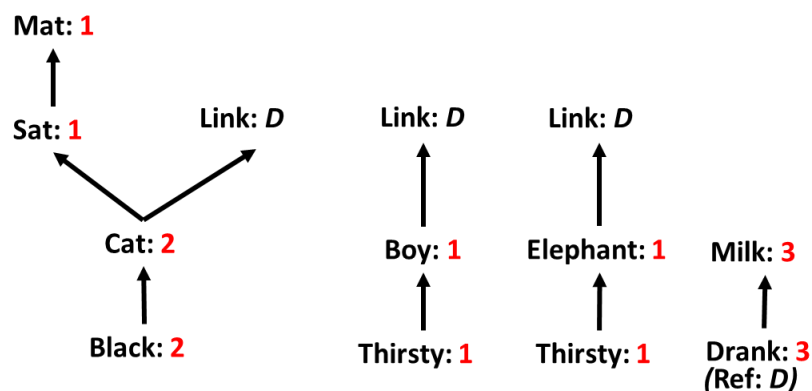 Mat: 1
Sat: 1
Link: D
Link: D
Link: D
Cat: 2
Boy: 1
Elephant: 1
Milk: 3
Black: 2
Thirsty: 1
Thirsty: 1
Drank: 3
(Ref: D)